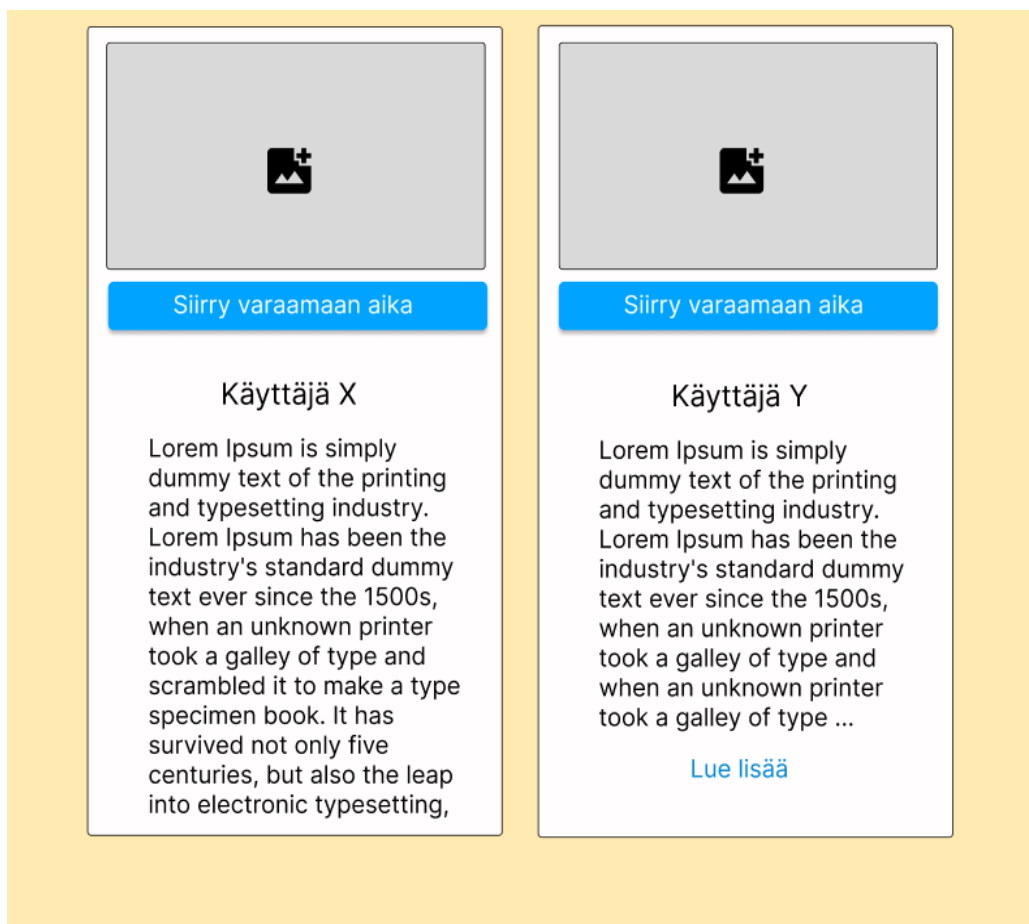 Siirry varaamaan aika
Käyttäjä X
Lorem Ipsum is simply
dummy text of the printing
and typesetting industry.
Lorem Ipsum has been the
industry's standard dummy
text ever since the 1500s,
when an unknown printer
took a galley of type and
scrambled it to make a type
specimen book. It has
survived not only five
centuries, but also the leap
into electronic typesetting,
Siirry varaamaan aika
Käyttäjä Y
Lorem Ipsum is simply
dummy text of the printing
and typesetting industry.
Lorem Ipsum has been the
industry's standard dummy
text ever since the 1500s,
when an unknown printer
took a galley of type and
when an unknown printer
took a galley of type ...
Lue lisää